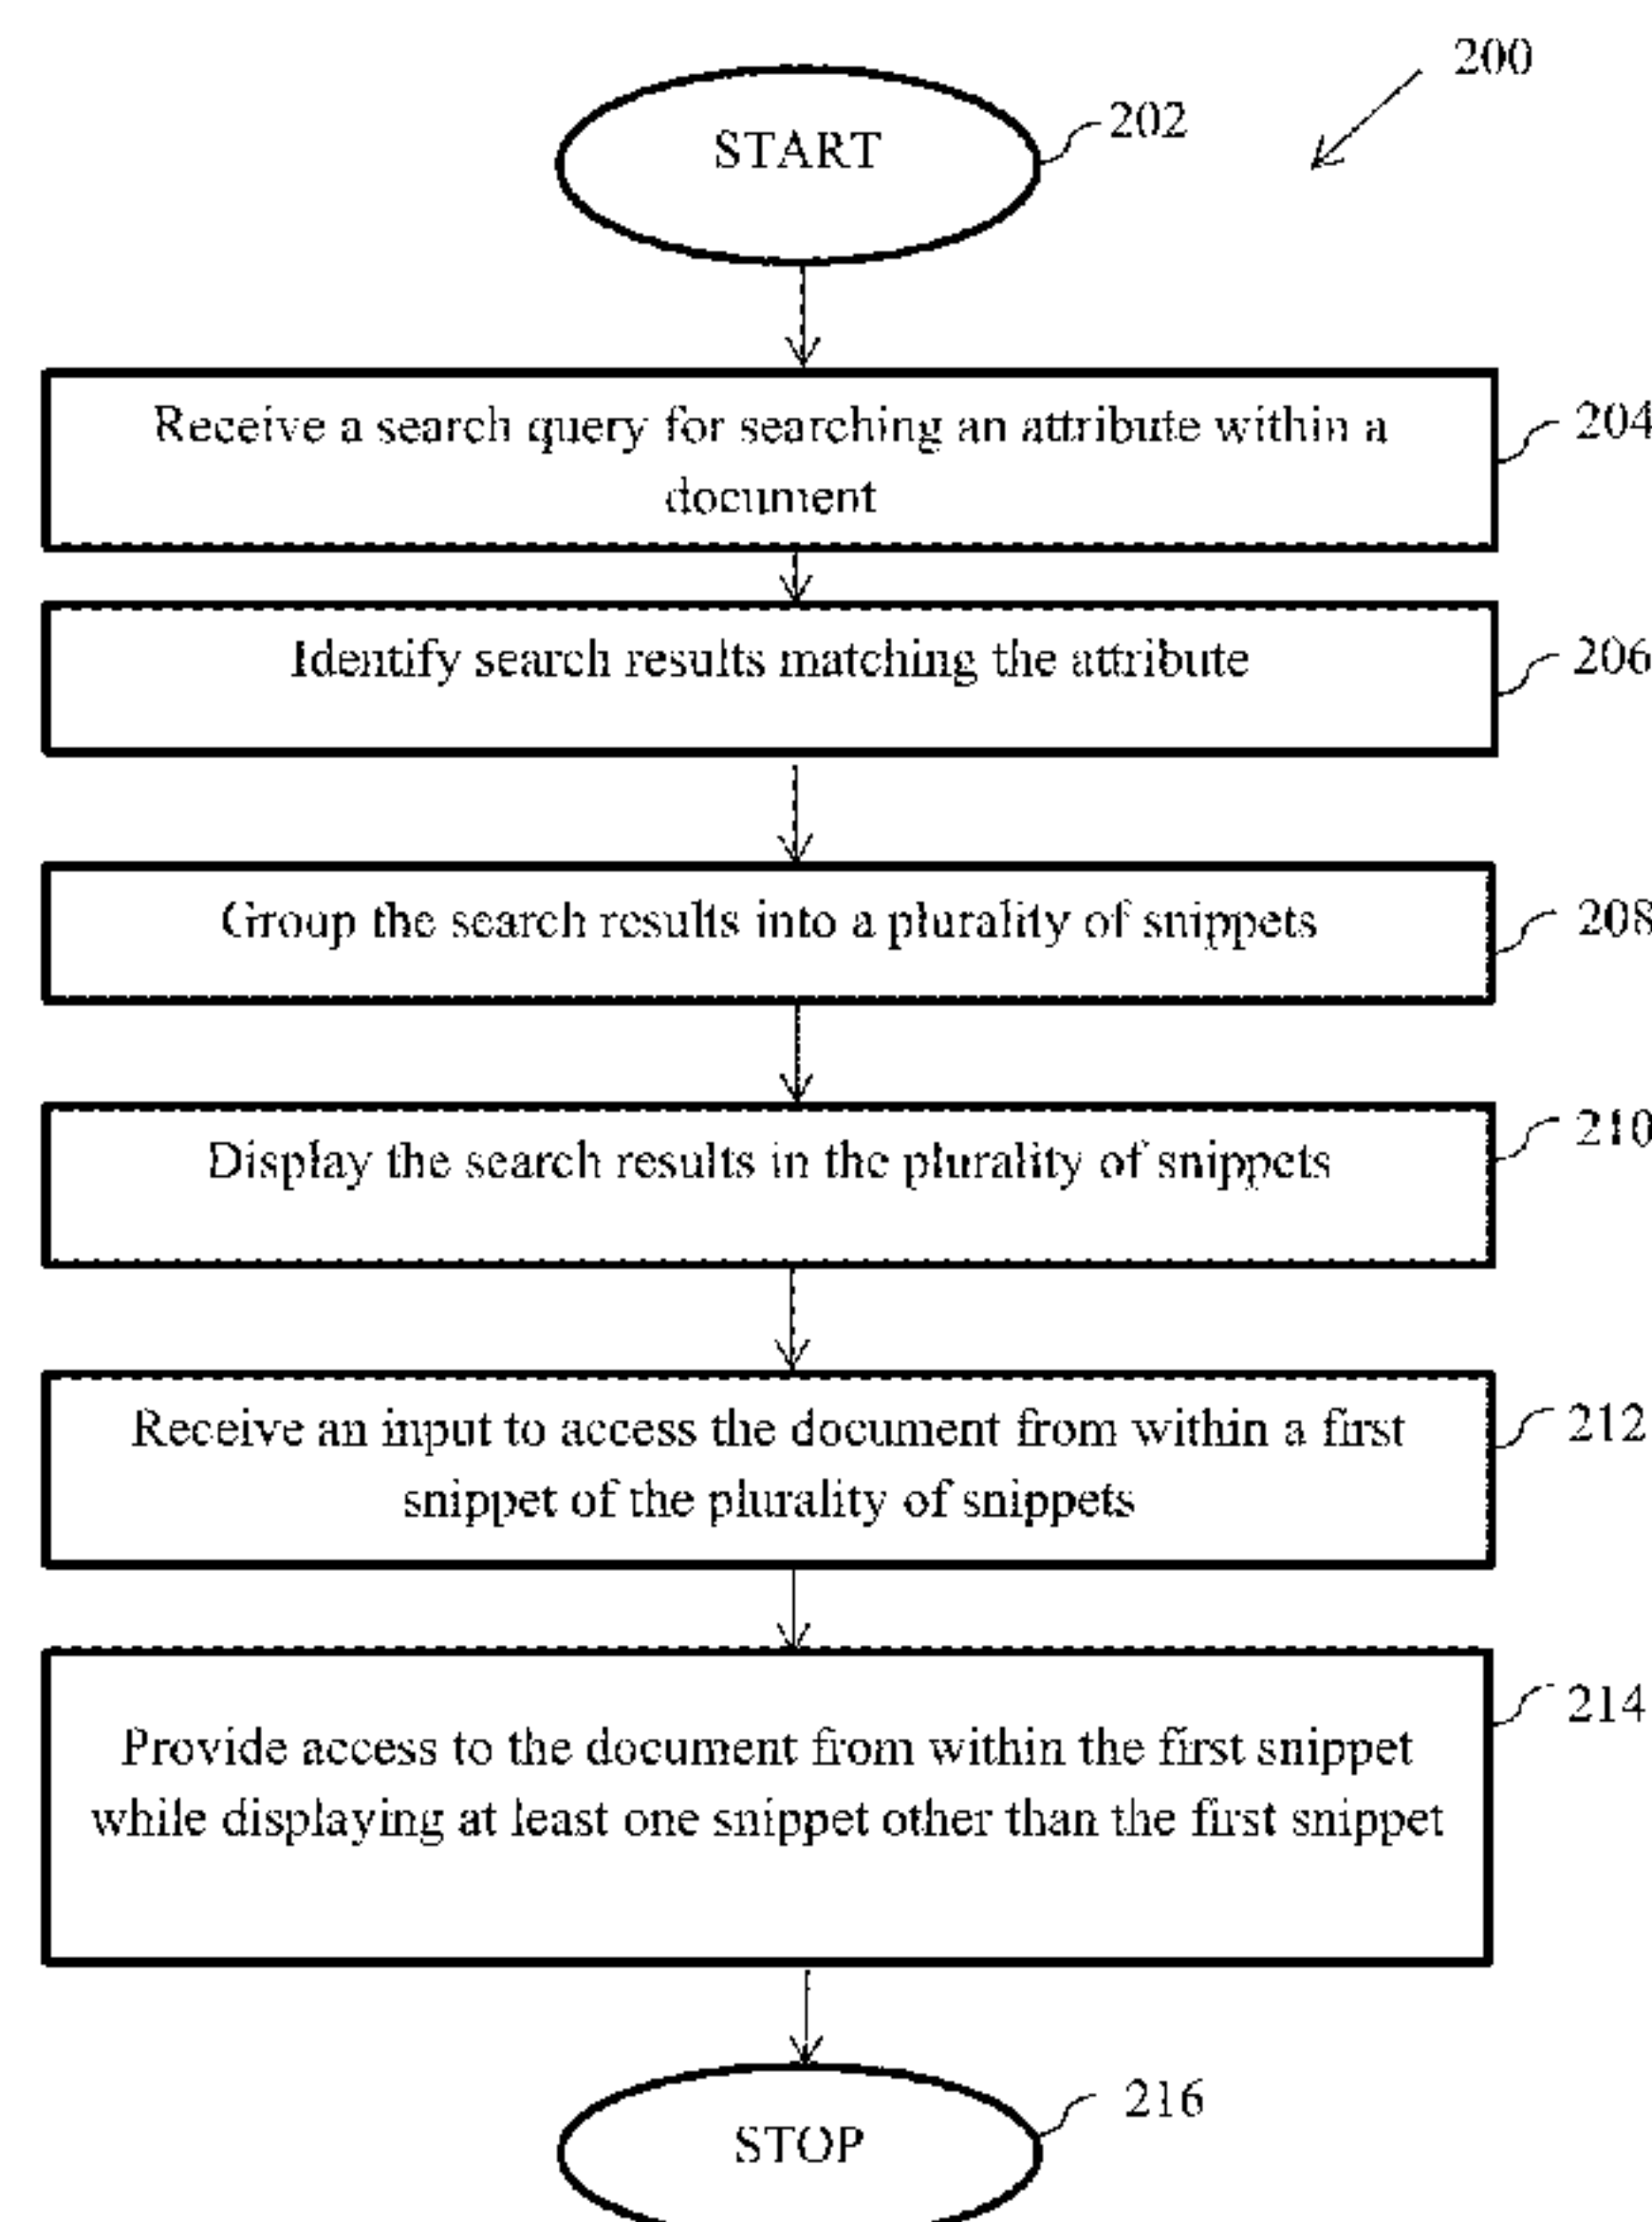 200
START
202
Receive a search query for searching an attribute within a
document
204
Identify search results matching the attribute
206
Group the search results into a plurality of snippets
208
Display the search results in the plurality of snippets
210
Receive an input to access the document from within a first
snippet of the plurality of snippets
212
Provide access to the document from within the first snippet
while displaying at least one snippet other than the first snippet
214
STOP
216